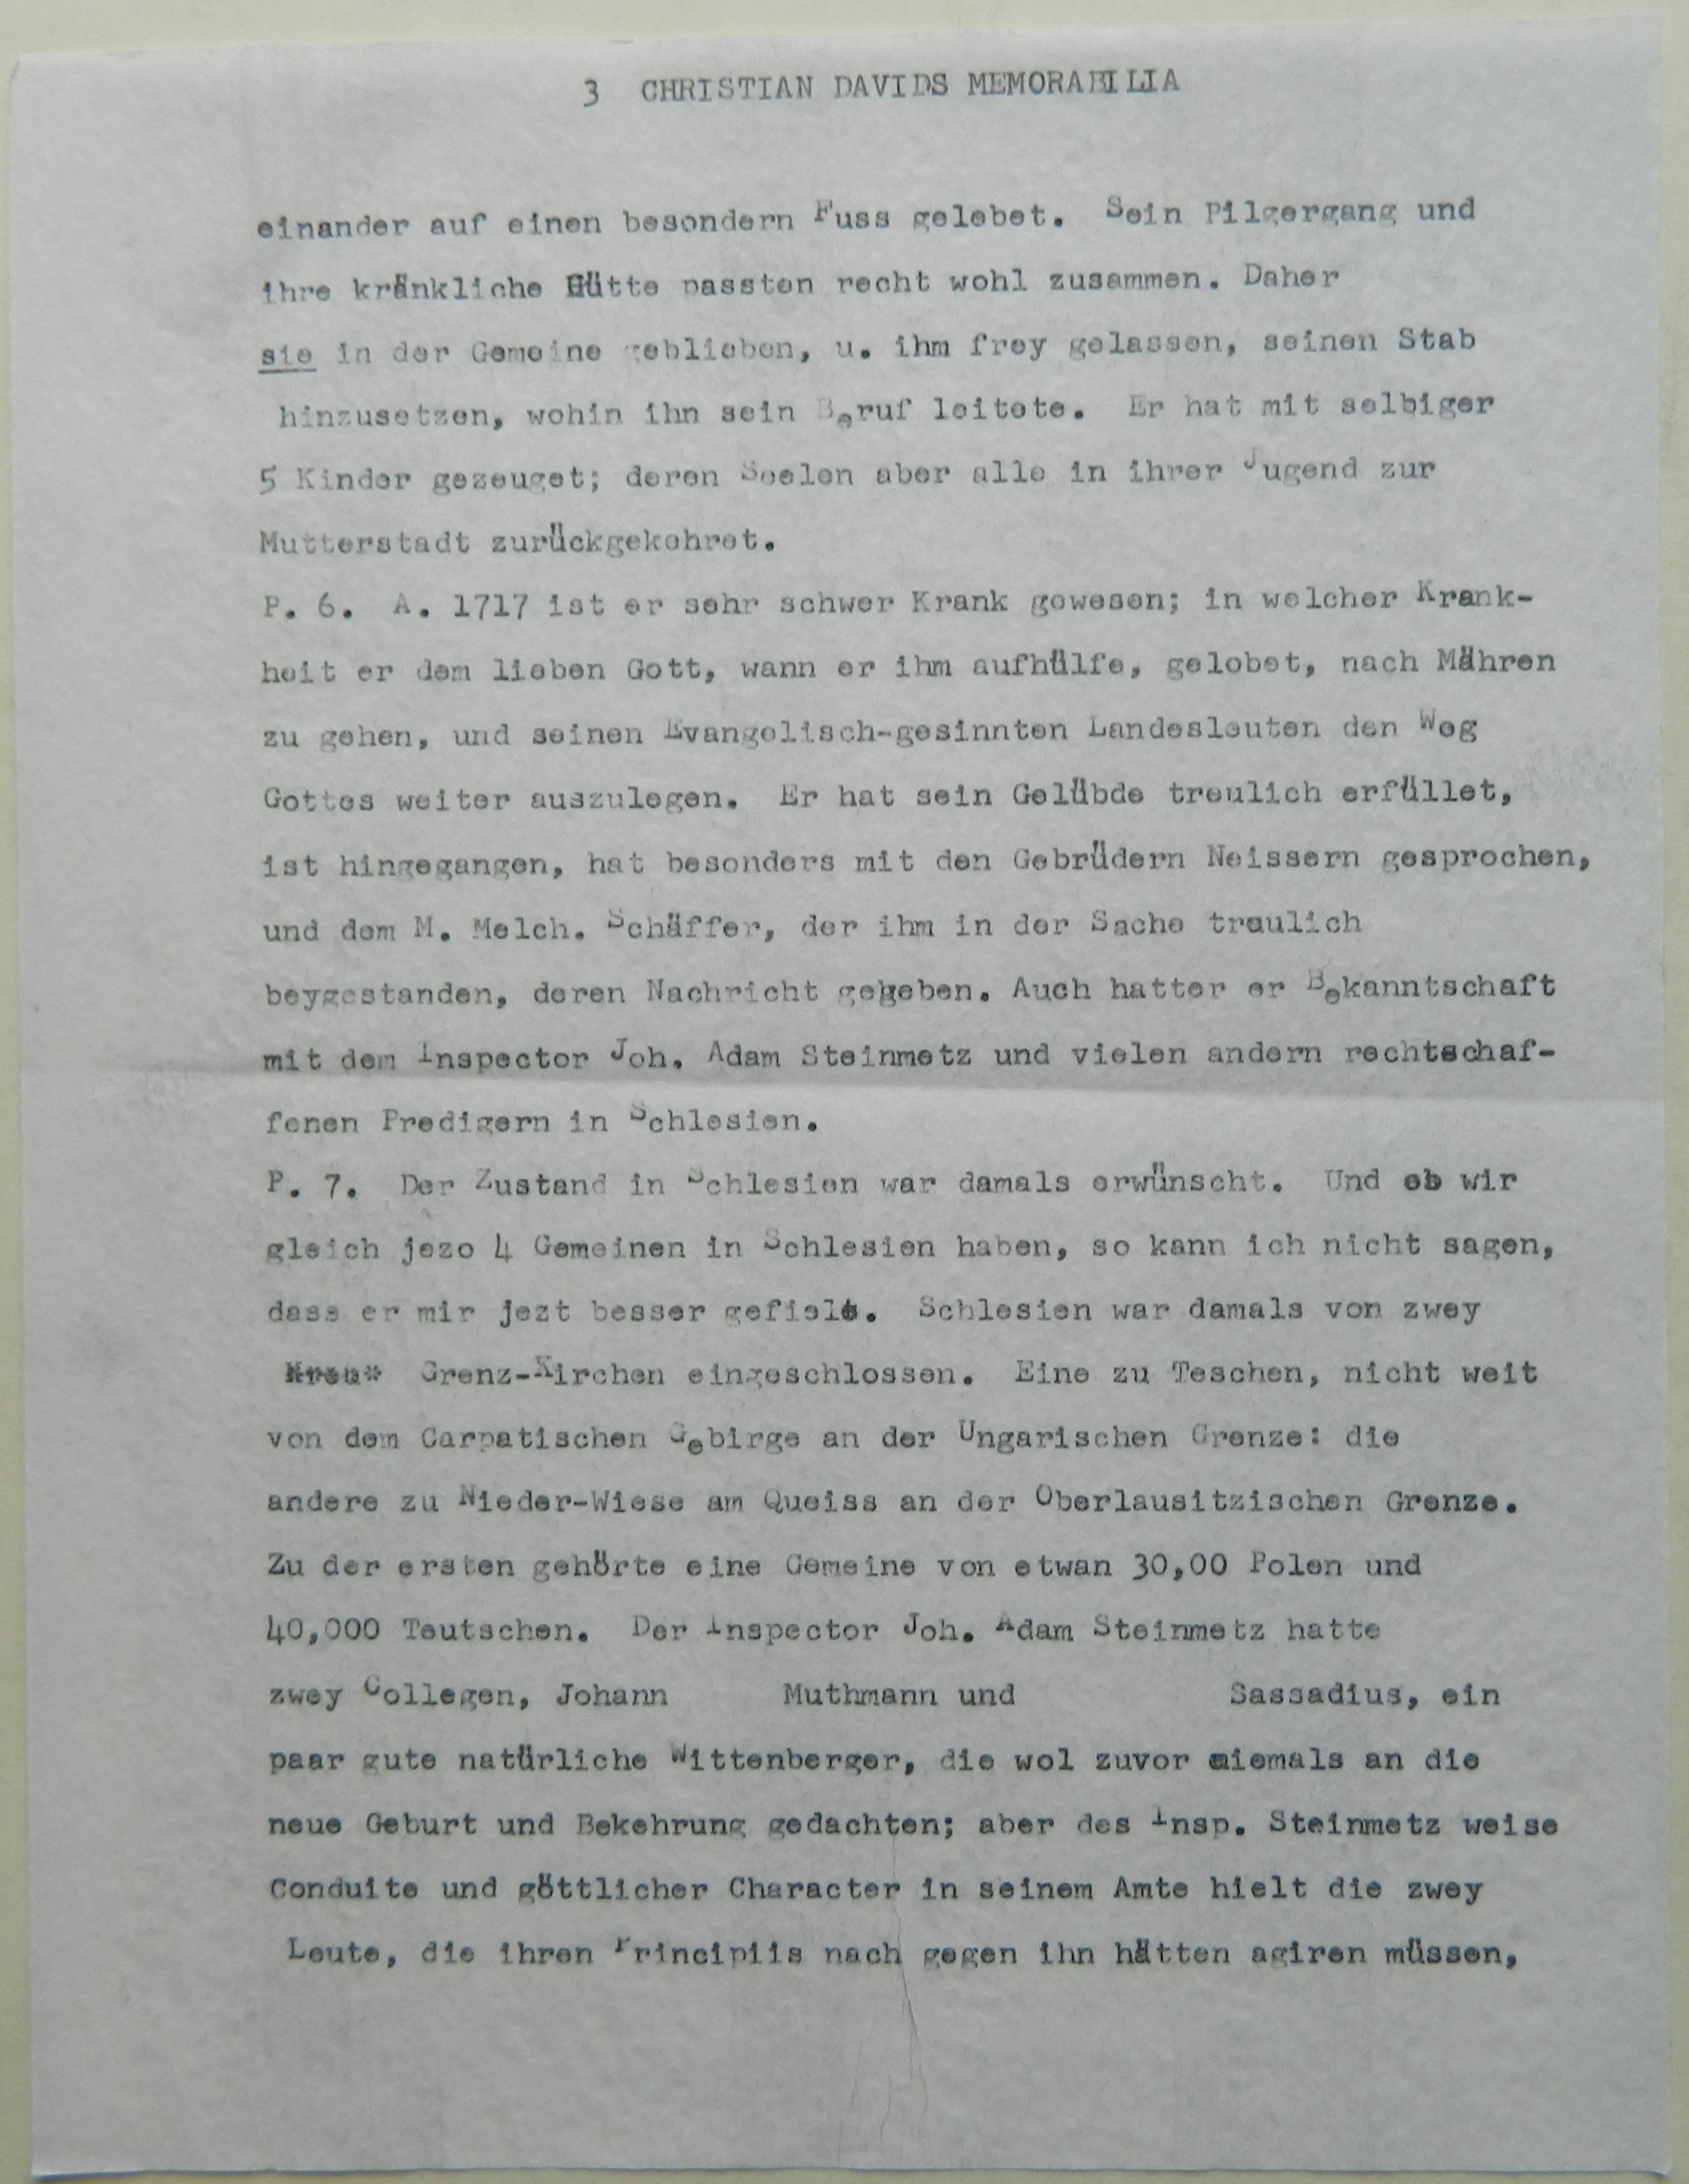 3 CHRISTIAN DAVIDS MEMORABILIA
einander auf einen besondern Fuss gelebet. Sein Pilgergang und
ihre kränkliche Hütte passten recht wohl zusammen. Daher
sie in der Gemeine geblieben, u. ihm frey gelassen, seinen Stab
hinzusetzen, wohin ihn sein Beruf leitete. Er hat mit selbiger
5 Kinder gezeuget; deren Seelen aber alle in ihrer Jugend zur
Mutterstadt zurückgekehret.
P. 6. A. 1717 ist er sehr schwer Krank gewesen; in welcher Krank-
heit er dem lieben Gott, wann er ihm aufhülfe, gelobet, nach Mähren
zu gehen, und seinen Evangelisch-gesinnten Landesleuten den Weg
Gottes weiter auszulegen. Er hat sein Gelübde treulich erfüllet,
ist hingegangen, hat besonders mit den Gebrüdern Neissern gesprochen,
und dem M. Melch. Schäffer, der ihm in der Sache traulich
beygestanden, deren Nachricht gegeben. Auch hatter er Bekanntschaft
mit dem Inspector Joh. Adam Steinmetz und vielen andern rechtschaf-
fenen Predigern in Schlesien.
P. 7. Der Zustand in Schlesien war damals erwünscht. Und ob wir
gleich jezo 4 Gemeinen in Schlesien haben, so kann ich nicht sagen,
dass er mir jezt besser gefiele. Schlesien war damals von zwey
Grenz-Kirchen eingeschlossen. Eine zu Teschen, nicht weit
von dem Carpatischen Gebirge an der Ungarischen Grenze: die
andere zu Nieder-Wiese am Queiss an der Oberlausitzischen Grenze.
Zu der ersten gehörte eine Gemeine von etwan 30,00 Polen und
40,000 Teutschen. Der Inspector Joh. Adam Steinmetz hatte
zwey Collegen, Johann Muthmann und Sassadius, ein
paar gute natürliche Wittenberger, die wol zuvor niemals an die
neue Geburt und Bekehrung gedachten; aber des Insp. Steinmetz weise
Conduite und göttlicher Character in seinem Amte hielt die zwey
Leute, die ihren Principiis nach gegen ihn hätten agiren müssen,